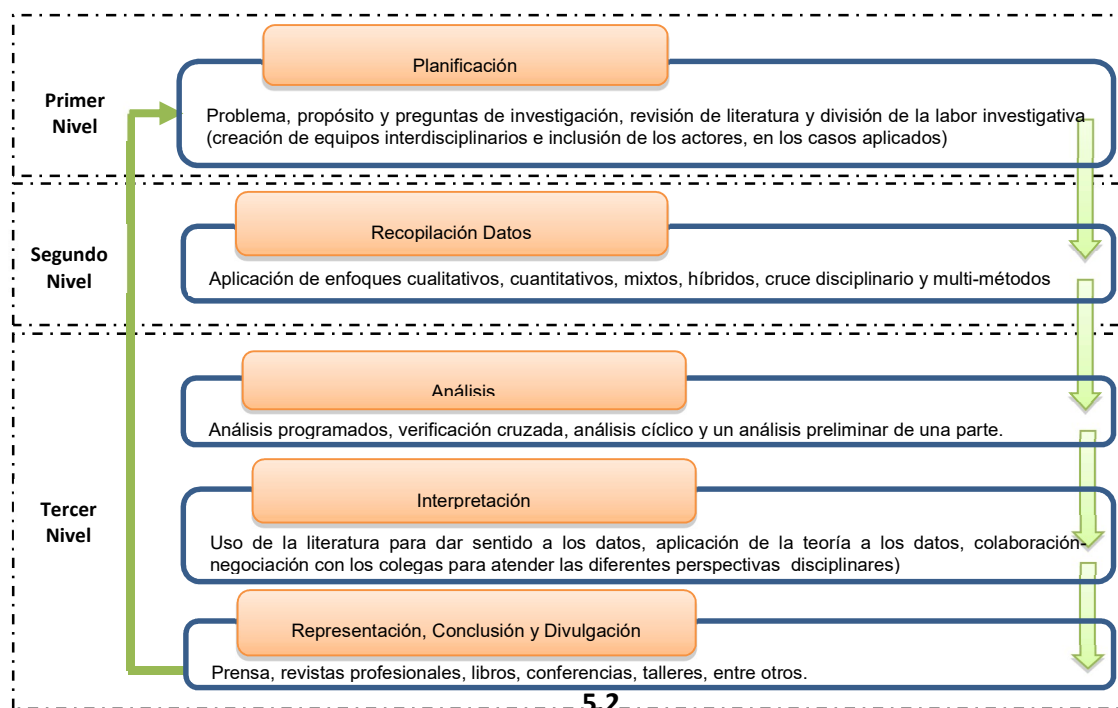 Planificación
Primer
Nivel
Problema, propósito y preguntas de investigación, revisión de literatura y división de la labor investigativa
(creación de equipos interdisciplinarios e inclusión de los actores, en los casos aplicados)
Recopilación Datos
Segundo
Nivel
Aplicación de enfoques cualitativos, cuantitativos, mixtos, híbridos, cruce disciplinario y multi-métodos
Análisis
Análisis programados, verificación cruzada, análisis cíclico y un análisis preliminar de una parte.
Tercer
Nivel
Interpretación
Uso de la literatura para dar sentido a los datos, aplicación de la teoría a los datos, colaboración-
negociación con los colegas para atender las diferentes perspectivas disciplinares)
Representación, Conclusión y Divulgación
Prensa, revistas profesionales, libros, conferencias, talleres, entre otros.
5.2